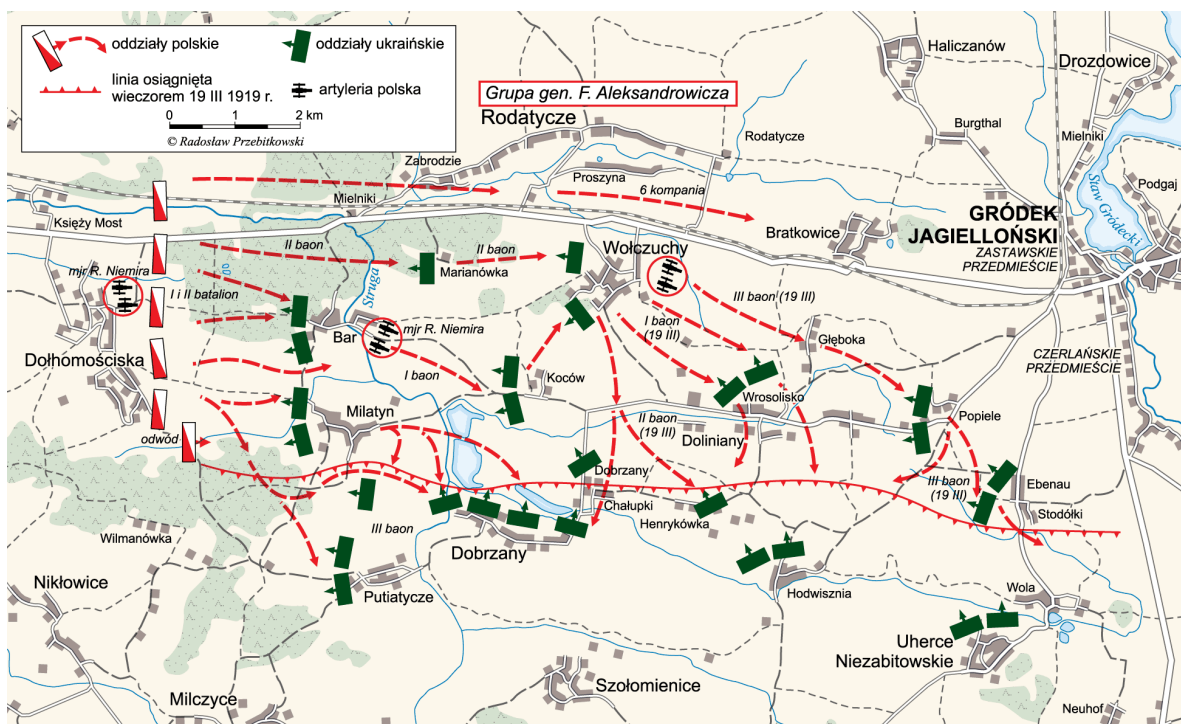 oddziały polskie
oddziały ukraińskie
linia osiągnięta
wieczorem 19 III 1919 r.
artyleria polska
0 1 2 km
© Radosław Przebitkowski
Grupa gen. F. Aleksandrowicza
Rodatycze
Haliczanów
Drozdowice
Burgthal
Mielniki
Rodatycze
Zabrodzie
Proszyna
Podgaj
Staw Gródecki
Mielniki
6 kompania
Księży Most
GRÓDEK
JAGIELLOŃSKI
ZASTAWSKIE
PRZEDMIEŚCIE
Bratkowice
II baon
II baon
Wołczuchy
Marianówka
mjr R. Niemira
Struga
I i II batalion
III baon (19 III)
I baon
(19 III)
Bar
mjr R. Niemira
Głęboka
Dołhomościska
I baon
Koców
CZERLAŃSKIE
PRZEDMIEŚCIE
Wrosolisko
Milatyn
II baon
(19 III)
Doliniany
Popiele
odwód
Dobrzany
III baon
(19 III)
Ebenau
Chałupki
Henrykówka
Stodółki
Wilmanówka
III baon
Dobrzany
Nikłowice
Putiatycze
Hodwisznia
Wola
Uherce
Niezabitowskie
Szołomienice
Milczyce
Neuhof